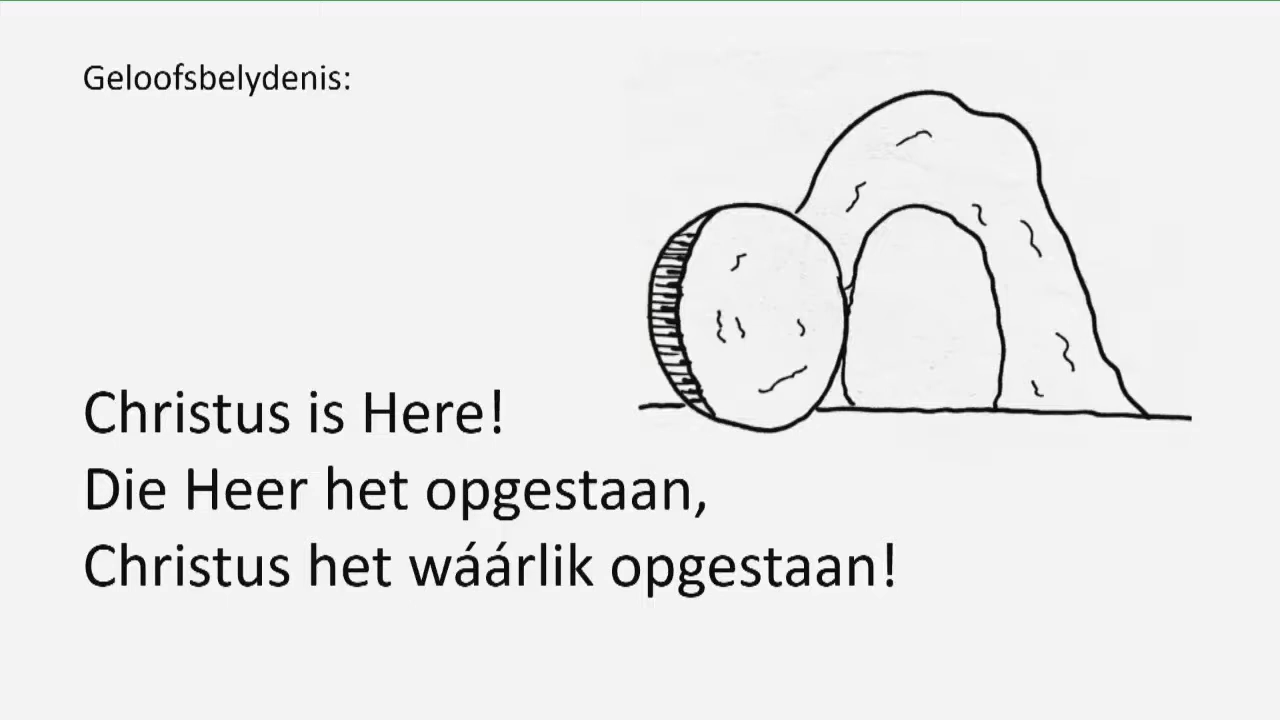 Geloofsbelydenis:
Christus is Here!
Die Heer het opgestaan,
Christus het wáárlik opgestaan!